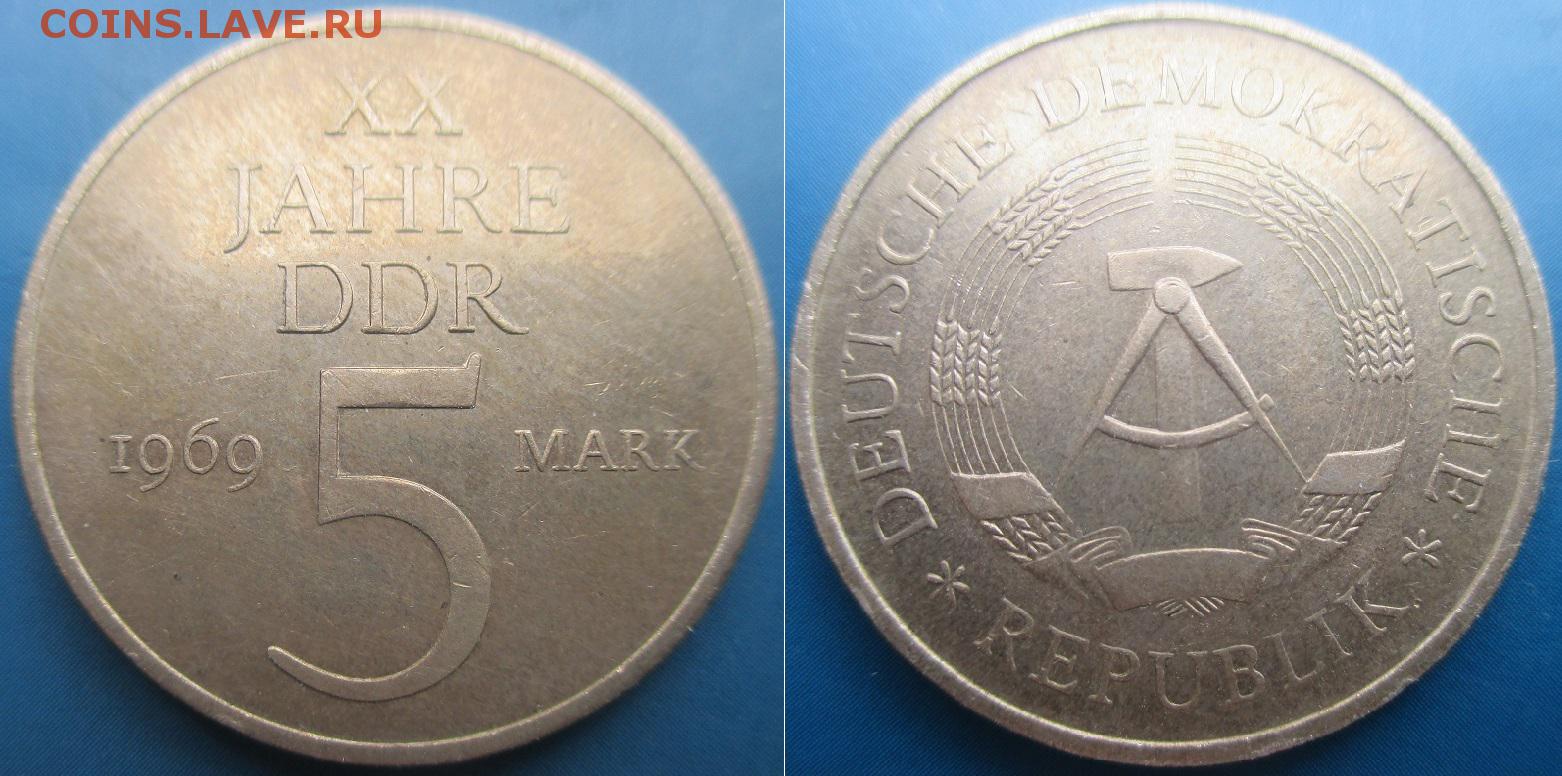 COINS.LAVE.RU
XX
JAHRE
DDR
1969 5 MARK
DEUTSCHE DEMOKRATISCHE
* REPUBLIK *